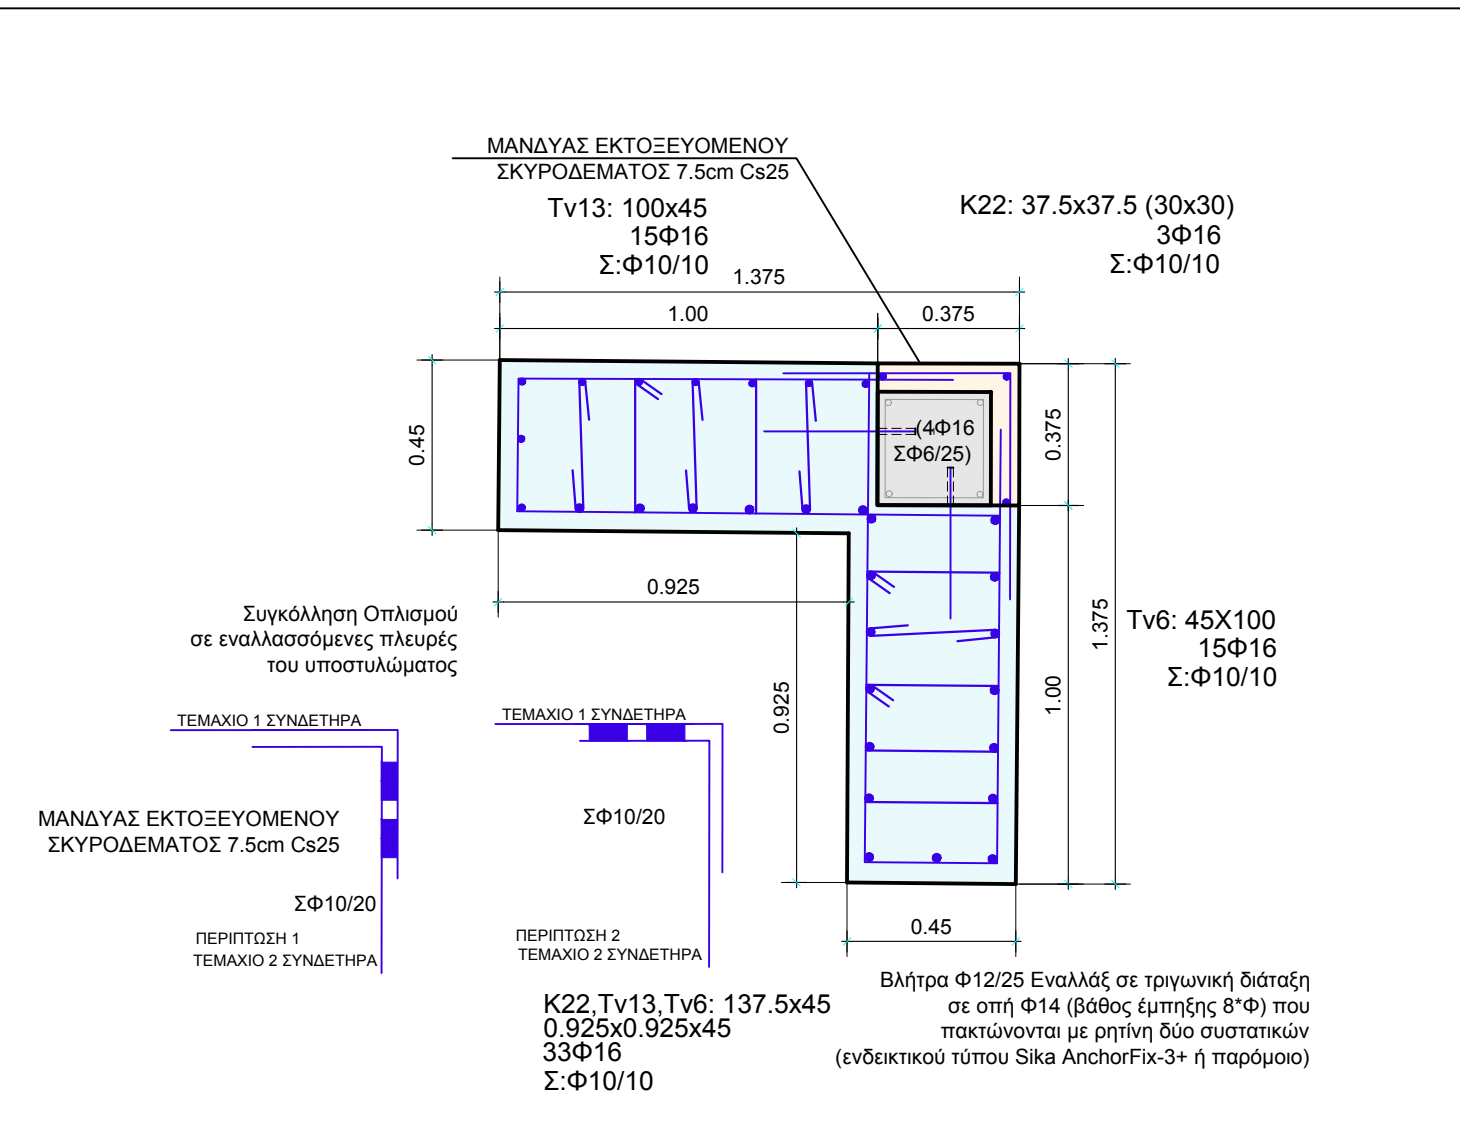 ΜΑΝΔΥΑΣ ΕΚΤΟΞΕΥΟΜΕΝΟΥ
ΣΚΥΡΟΔΕΜΑΤΟΣ 7.5cm Cs25
Τν13: 100x45
15Φ16
Σ:Φ10/10
K22: 37.5x37.5 (30x30)
3Φ16
Σ:Φ10/10
1.375
1.00
0.375
0.45
(4Φ16
ΣΦ6/25)
0.375
0.925
Συγκόλληση Οπλισμού
σε εναλλασσόμενες πλευρές
του υποστυλώματος
1.375
Τν6: 45X100
15Φ16
Σ:Φ10/10
0.925
1.00
ΤΕΜΑΧΙΟ 1 ΣΥΝΔΕΤΗΡΑ
ΤΕΜΑΧΙΟ 1 ΣΥΝΔΕΤΗΡΑ
ΜΑΝΔΥΑΣ ΕΚΤΟΞΕΥΟΜΕΝΟΥ
ΣΚΥΡΟΔΕΜΑΤΟΣ 7.5cm Cs25
ΣΦ10/20
ΣΦ10/20
ΠΕΡΙΠΤΩΣΗ 1
ΤΕΜΑΧΙΟ 2 ΣΥΝΔΕΤΗΡΑ
ΠΕΡΙΠΤΩΣΗ 2
ΤΕΜΑΧΙΟ 2 ΣΥΝΔΕΤΗΡΑ
0.45
K22,Τν13,Τν6: 137.5x45
0.925x0.925x45
33Φ16
Σ:Φ10/10
Βλήτρα Φ12/25 Εναλλάξ σε τριγωνική διάταξη
σε οπή Φ14 (βάθος έμπηξης 8*Φ) που
πακτώνονται με ρητίνη δύο συστατικών
(ενδεικτικού τύπου Sika AnchorFix-3+ ή παρόμοιο)